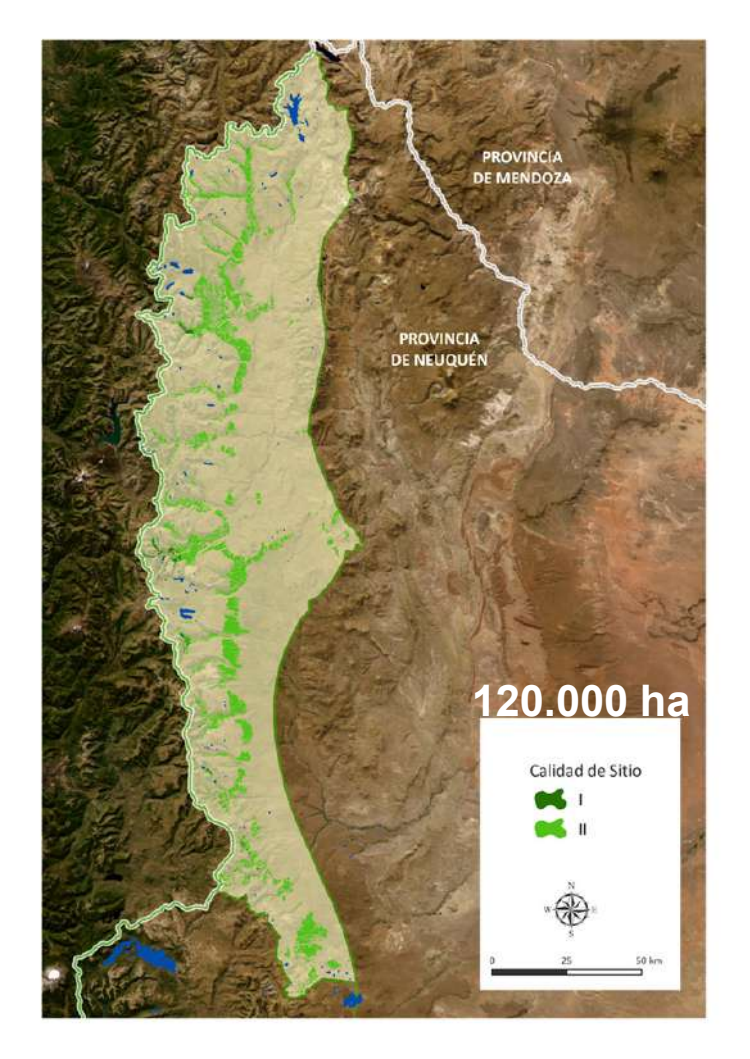 PROVINCIA
DE MENDOZA
PROVINCIA
DE NEUQUÉN
120.000 ha
Calidad de Sitio
I
II
N
W E
S
0 25 50 km